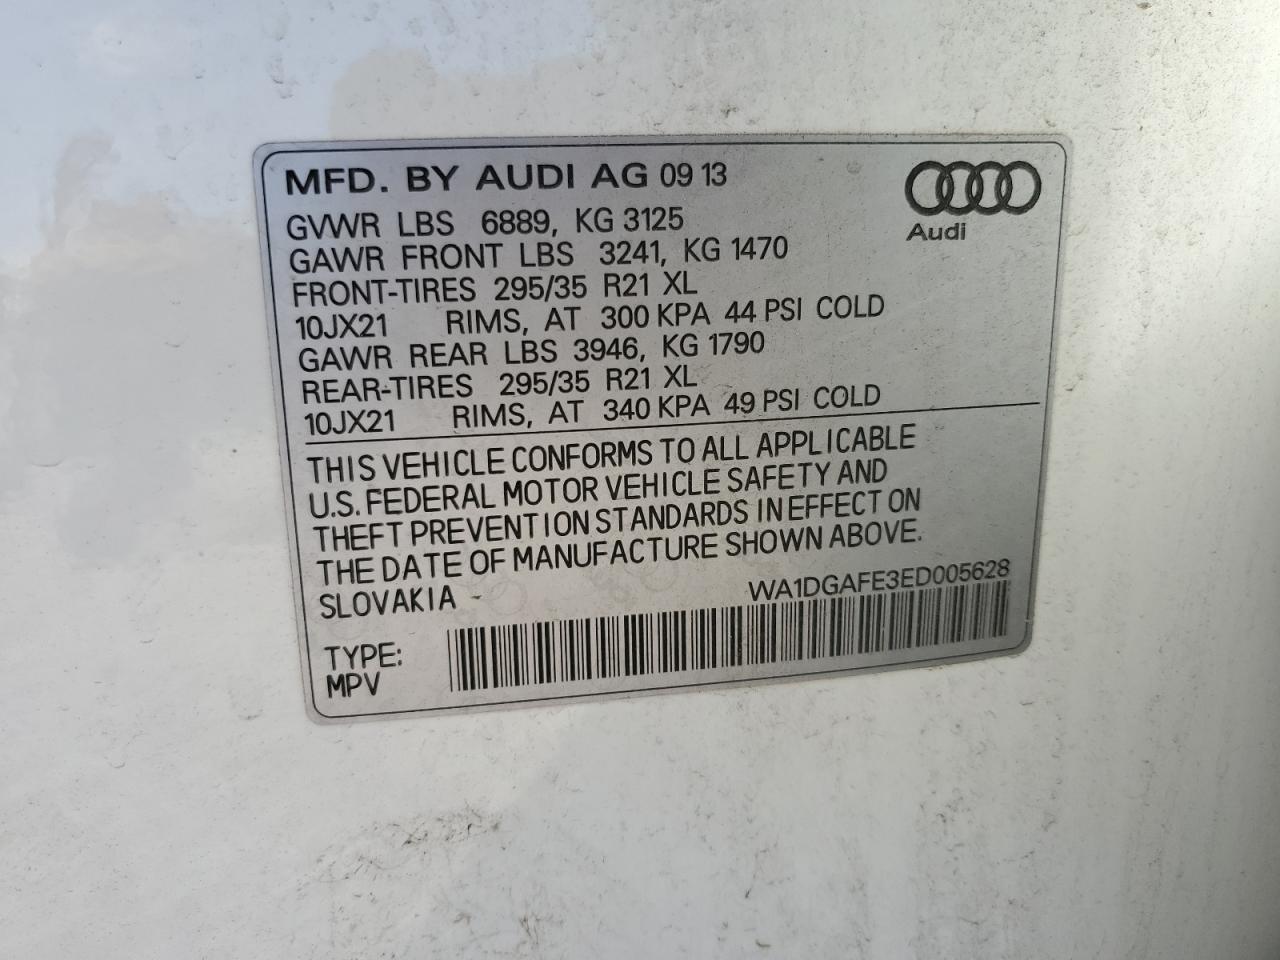 MFD. BY AUDI AG 09 13
Audi
GVWR LBS 6889, KG 3125
GAWR FRONT LBS 3241, KG 1470
FRONT-TIRES 295/35 R21 XL
10JX21 RIMS, AT 300 KPA 44 PSI COLD
GAWR REAR LBS 3946, KG 1790
REAR-TIRES 295/35 R21 XL
10JX21 RIMS, AT 340 KPA 49 PSI COLD
THIS VEHICLE CONFORMS TO ALL APPLICABLE
U.S. FEDERAL MOTOR VEHICLE SAFETY AND
THEFT PREVENTION STANDARDS IN EFFECT ON
THE DATE OF MANUFACTURE SHOWN ABOVE.
SLOVAKIA
WA1DGAFE3ED005628
TYPE:
MPV